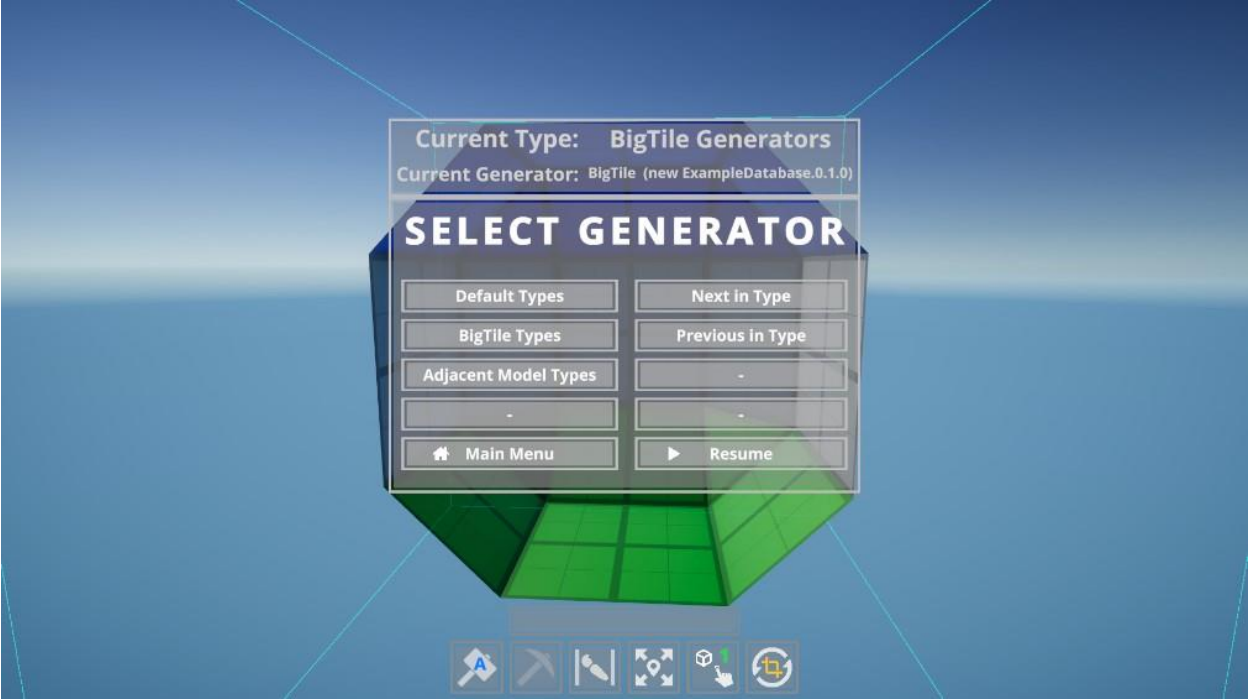 Current Type: BigTile Generators
Current Generator: BigTile (new ExampleDatabase.0.1.0)
SELECT GENERATOR
Default Types Next in Type
BigTile Types Previous in Type
Adjacent Model Types -
- -
Main Menu Resume
A 1